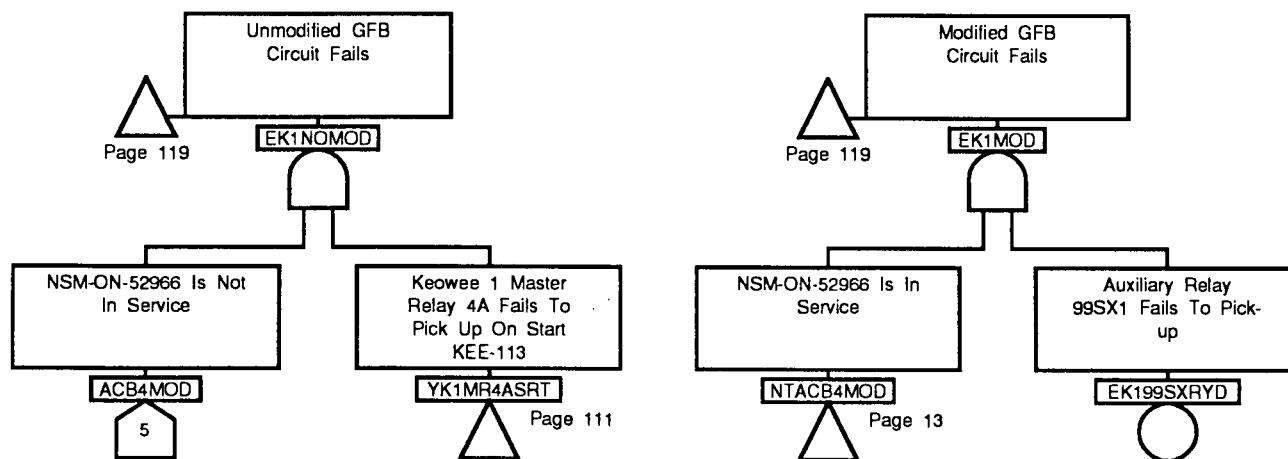 Unmodified GFB
Circuit Fails
Page 119
EK1NOMOD
NSM-ON-52966 Is Not
In Service
ACB4MOD
5
Keowee 1 Master
Relay 4A Fails To
Pick Up On Start
KEE-113
YK1MR4ASRT
Page 111
Modified GFB
Circuit Fails
Page 119
EK1MOD
NSM-ON-52966 Is In
Service
NTACB4MOD
Page 13
Auxiliary Relay
99SX1 Fails To Pick-
up
EK199SXRYD